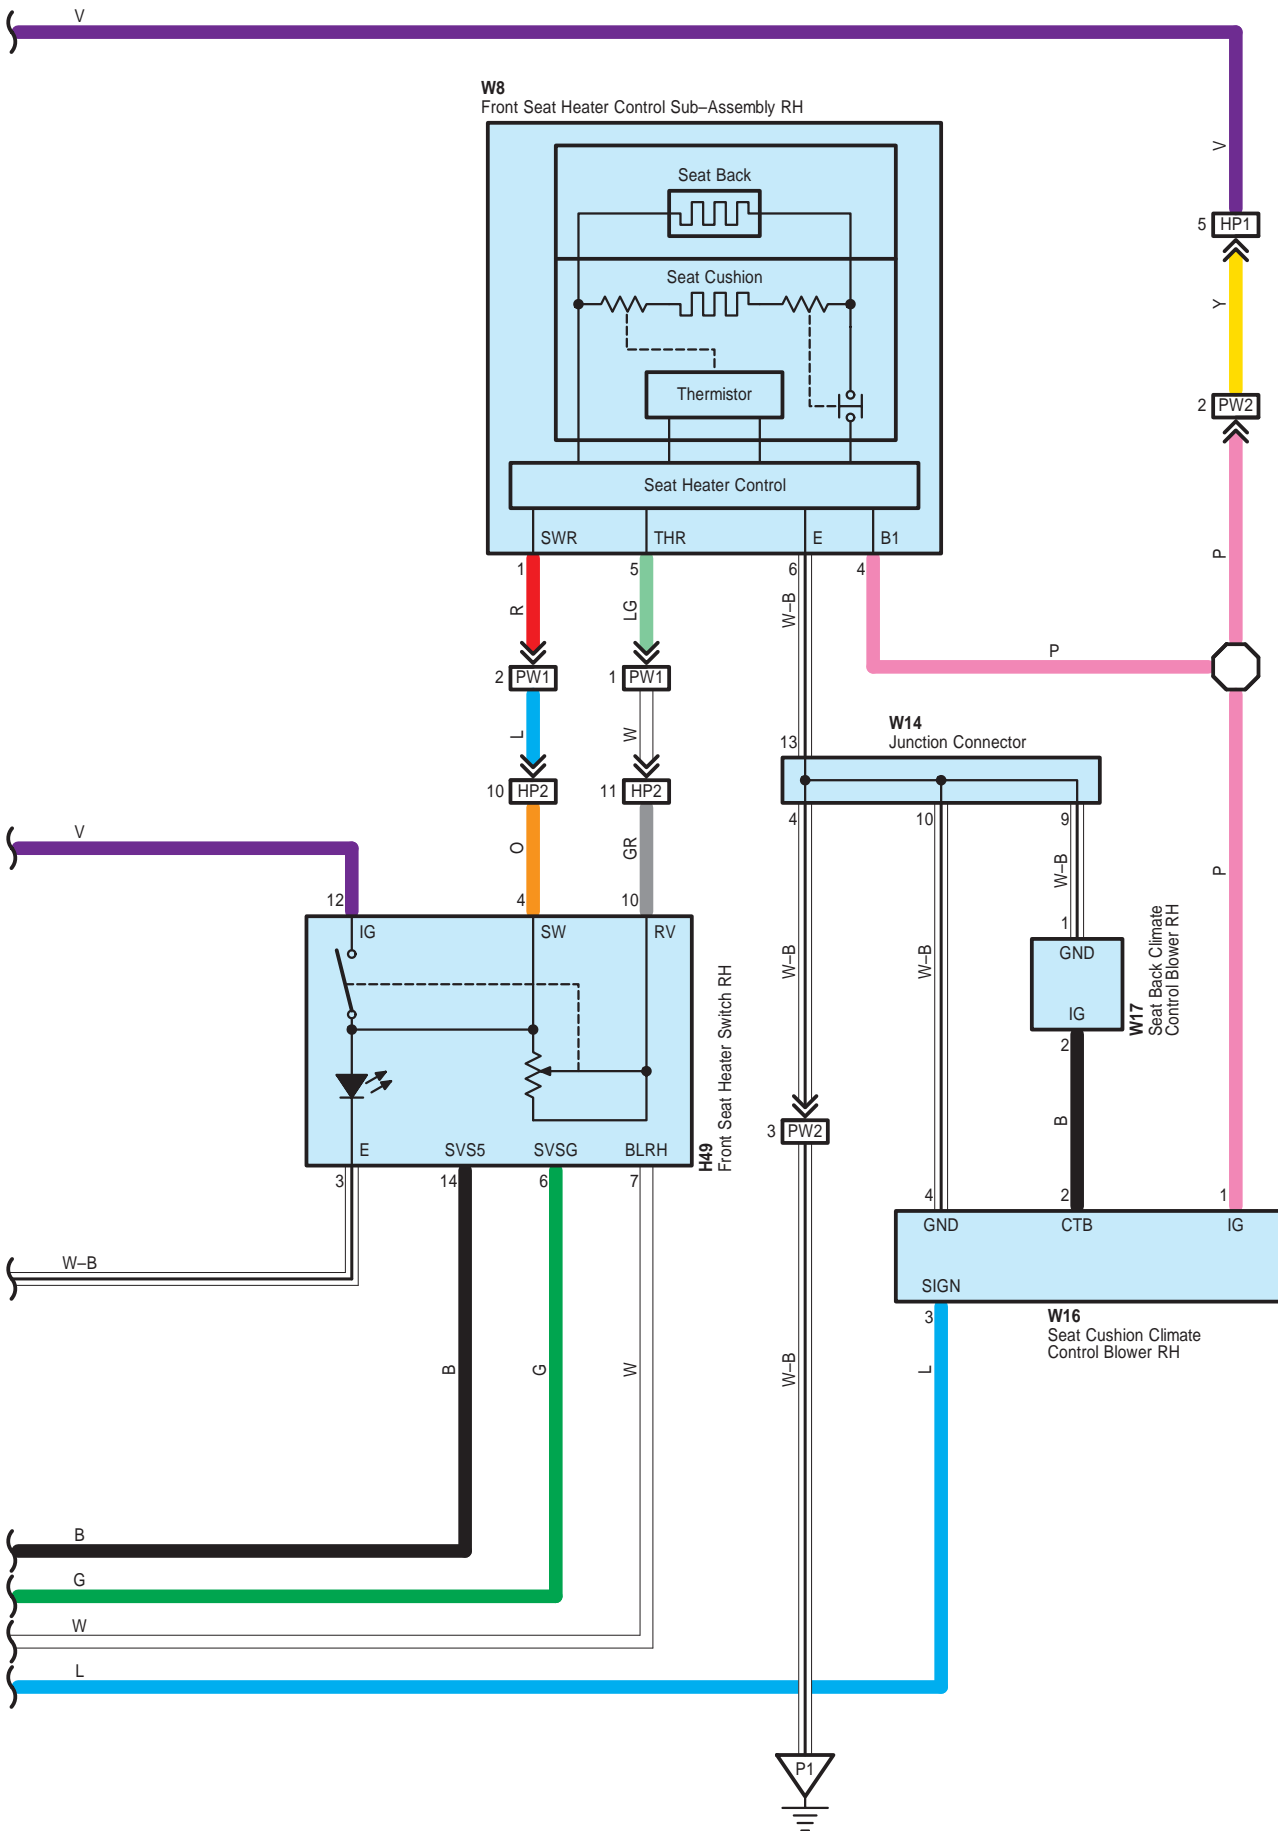 V
W8
Front Seat Heater Control Sub–Assembly RH
V
Seat Back
5 HP1
Seat Cushion
Y
Thermistor
2 PW2
Seat Heater Control
SWR THR E B1
1 5 6 4
R LG W–B P
P
2 PW1 1 PW1
L W
W14
Junction Connector
13
10 HP2 11 HP2
4 10 9
V
O GR W–B P
12 4 10
IG SW RV
1
GND
IG
W17
Seat Back Climate
Control Blower RH
2
W–B W–B
H49
Front Seat Heater Switch RH
B
3 PW2
E SVS5 SVSG BLRH
3 14 6 7
4 2 1
GND CTB IG
SIGN
W–B
3
W16
Seat Cushion Climate
Control Blower RH
B G W W–B L
B
G
W
L
P1